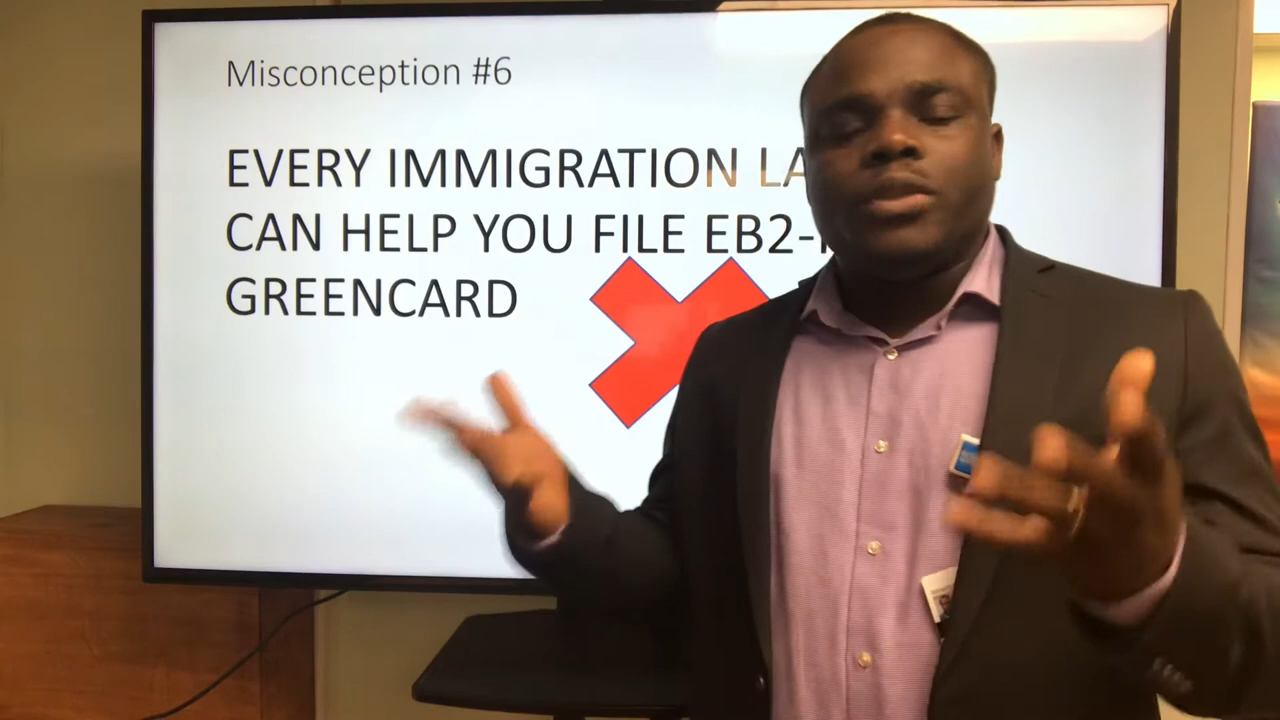 Misconception #6
EVERY IMMIGRATION
CAN HELP YOU FILE
GREENCARD